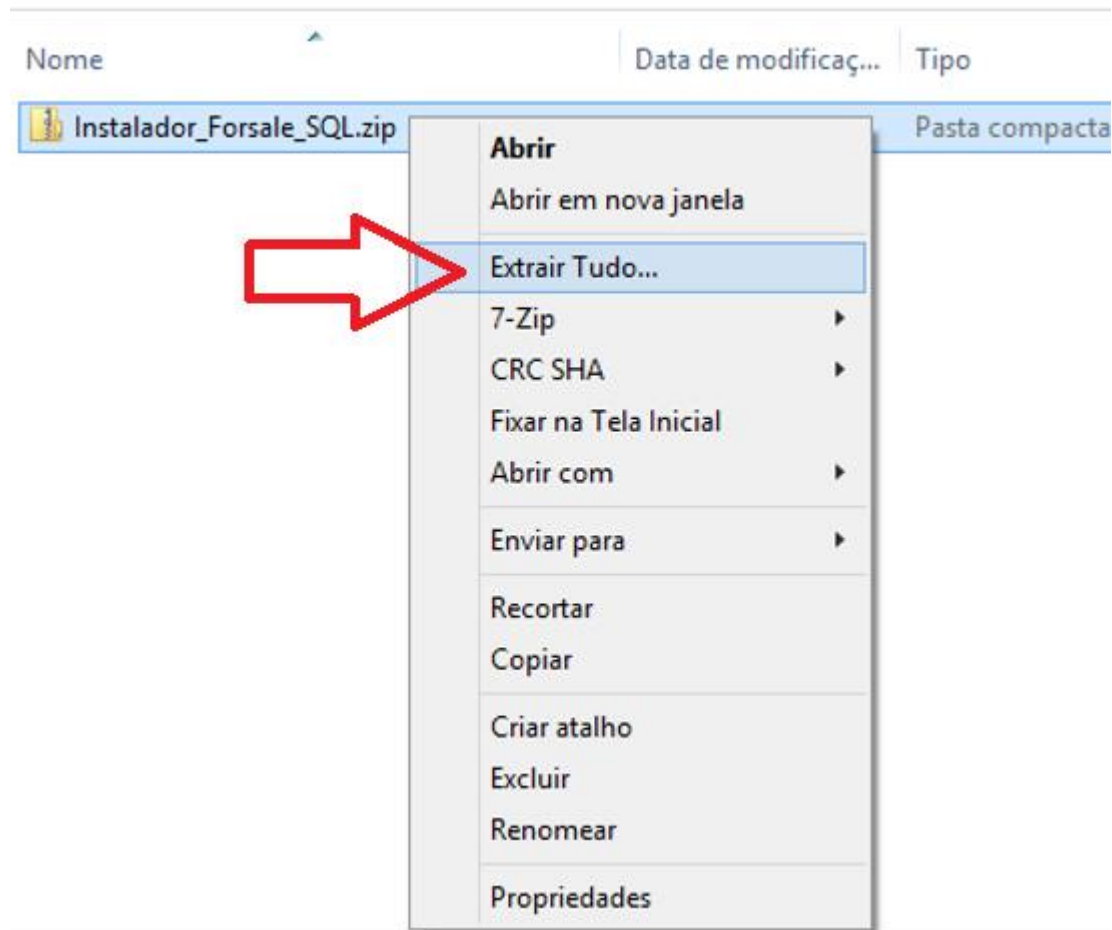 Nome Data de modificaç... Tipo
Instalador_Forsale_SQL.zip Pasta compacta
Abrir
Abrir em nova janela
Extrair Tudo...
7-Zip
CRC SHA
Fixar na Tela Inicial
Abrir com
Enviar para
Recortar
Copiar
Criar atalho
Excluir
Renomear
Propriedades